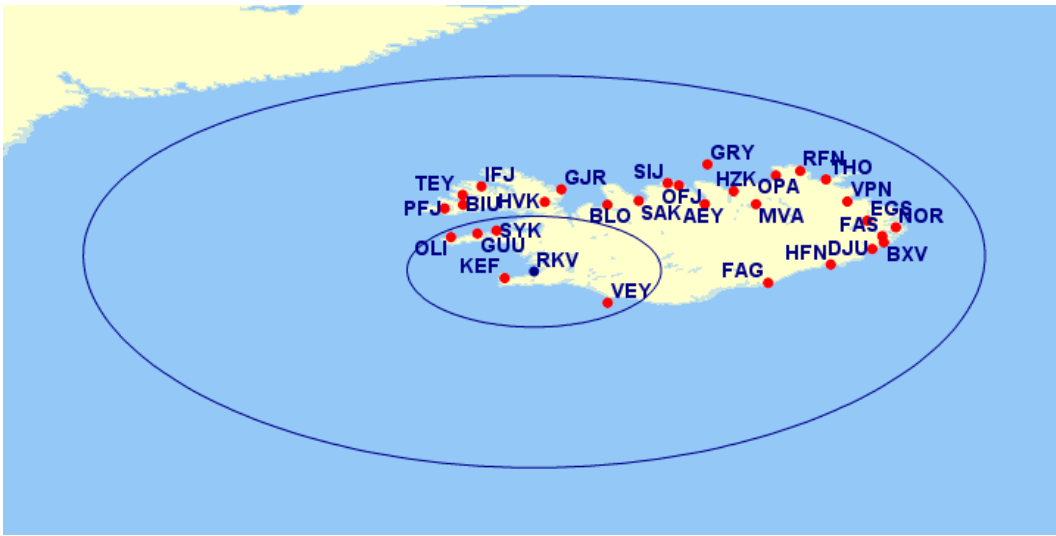 GRY
RFN
THO
IFJ
GJR
SIJ
HZK
OPA
TEY
VPN
BIU
HVK
OFJ
PFJ
BLO
SAK
AEY
MVA
EGS
NOR
FAS
SYK
GUU
OLI
DJU
BXV
HFN
KEF
RKV
FAG
VEY